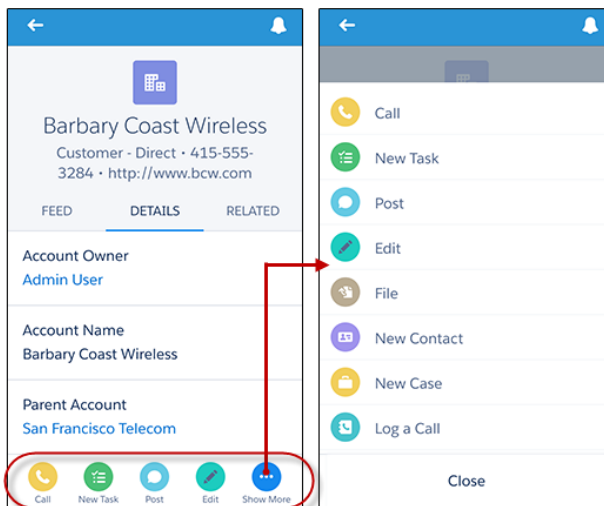 Barbary Coast Wireless
Customer - Direct • 415-555-
3284 • http://www.bcw.com
FEED DETAILS RELATED
Account Owner
Admin User
Account Name
Barbary Coast Wireless
Parent Account
San Francisco Telecom
Call New Task Post Edit Show More
Call
New Task
Post
Edit
File
New Contact
New Case
Log a Call
Close